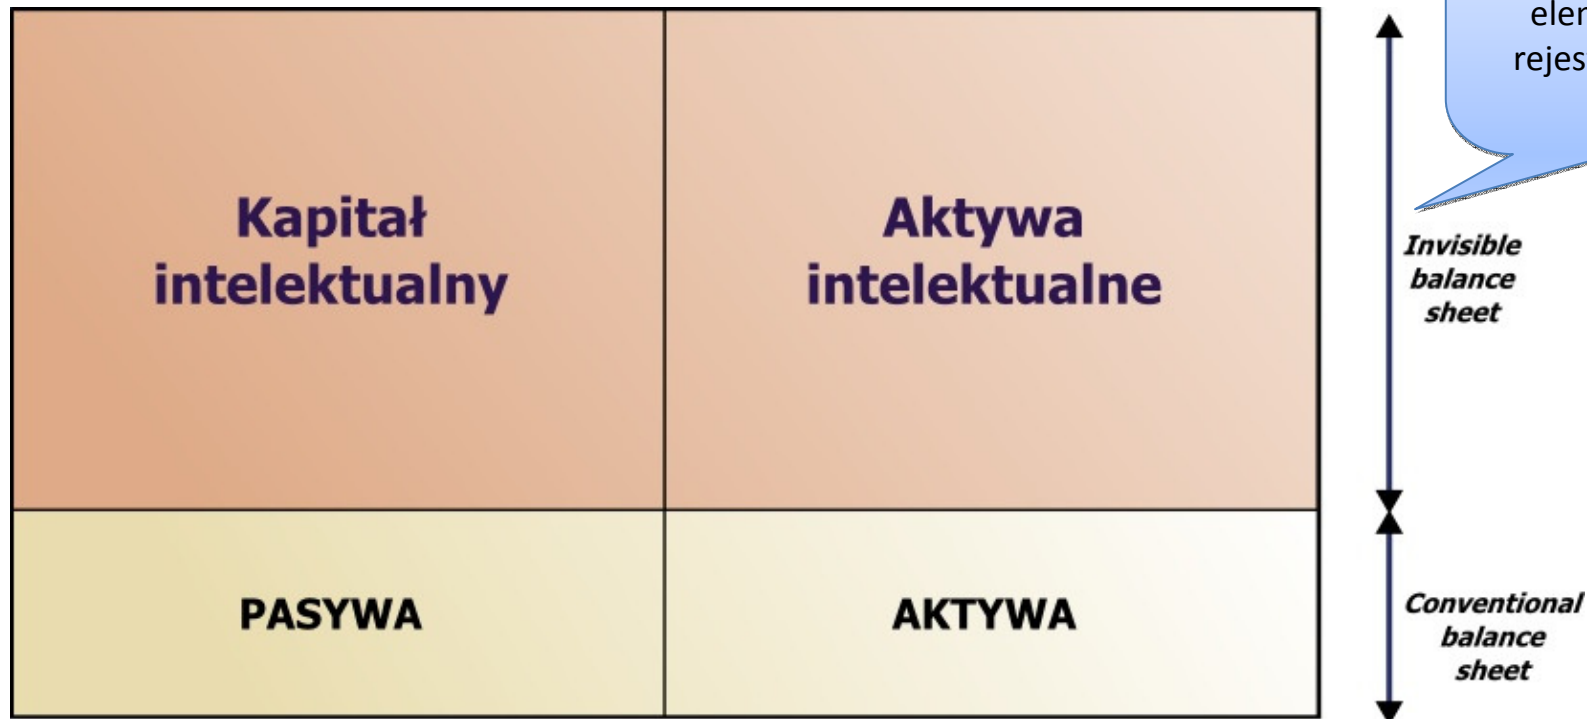 Kapitał
intelektualny
Aktywa
intelektualne
Invisible
balance
sheet
PASYWA
AKTYWA
Conventional
balance
sheet